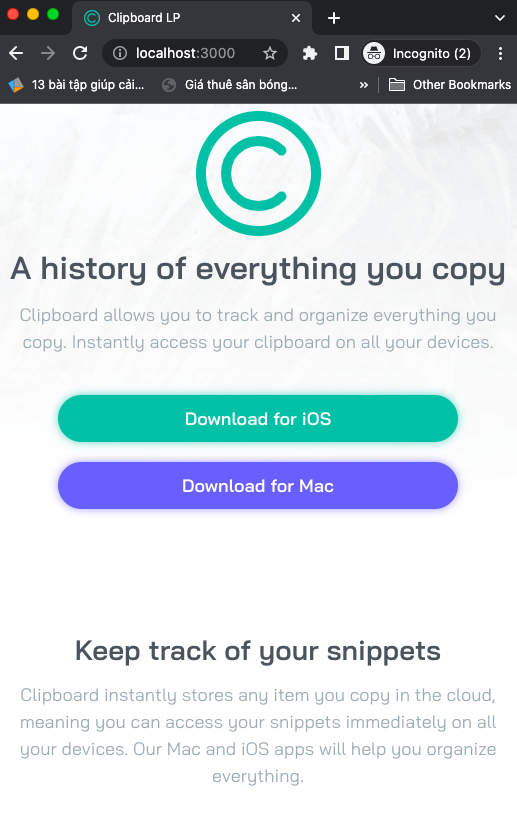 Clipboard LP
localhost:3000
Incognito (2)
13 bài tập giúp cải...
Giá thuê sân bóng...
»
Other Bookmarks
A history of everything you copy
Clipboard allows you to track and organize everything you
copy. Instantly access your clipboard on all your devices.
Download for iOS
Download for Mac
Keep track of your snippets
Clipboard instantly stores any item you copy in the cloud,
meaning you can access your snippets immediately on all
your devices. Our Mac and iOS apps will help you organize
everything.